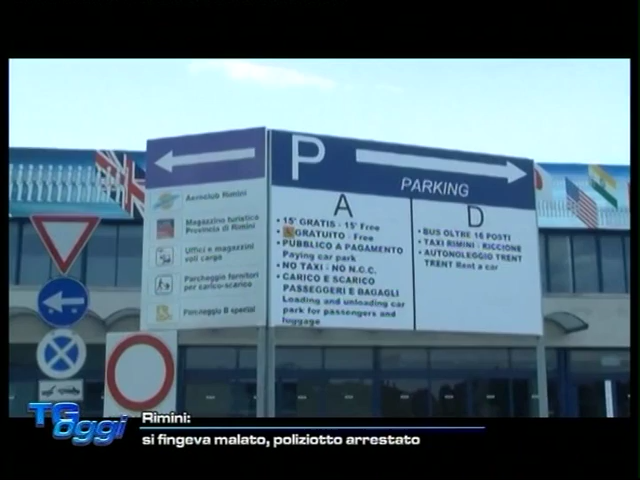 Aeroclub Rimini
Magazzino turistico
Provincia di Rimini
Uffici e magazzini
voli carga
Parcheggio fornitori
per carico-scarico
Parcheggio B
P
PARKING
A
• 15' GRATIS - 15' Free
• GRATUITO - Free
• PUBBLICO A PAGAMENTO
Paying car park
• NO TAXI - NO N.C.C.
• CARICO E SCARICO
PASSEGGERI E BAGAGLI
Loading and unloading car
park for passengers and
luggage
D
• BUS OLTRE 16 POSTI
• TAXI RIMINI - RICCIONE
• AUTONOLEGGIO TRENT
TRENT Rent a car
TG
oggi
Rimini:
si fingeva malato, poliziotto arrestato